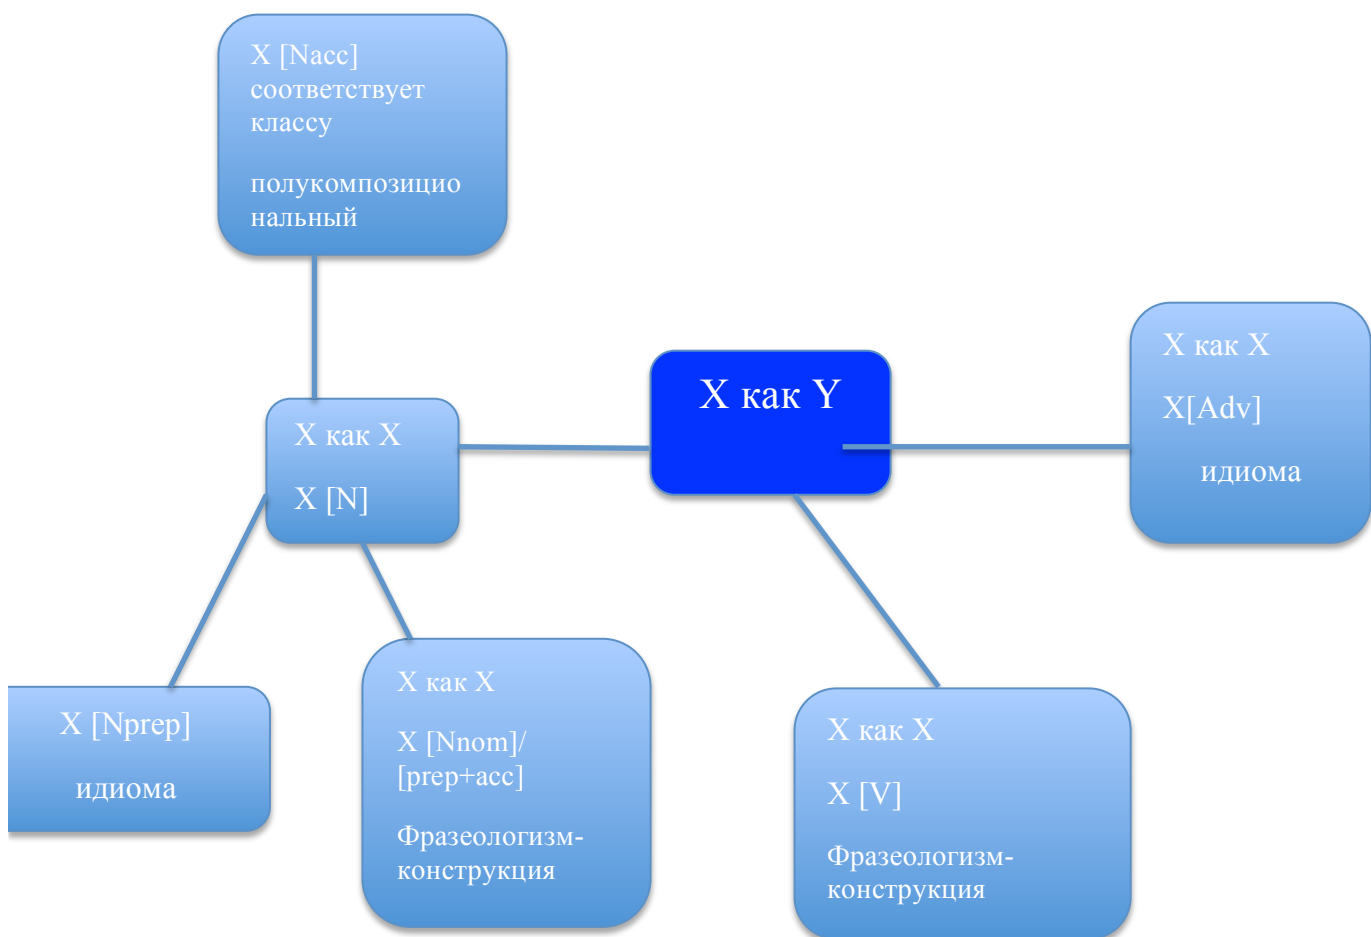 X [Nacc]
соответствует
классу
полукомпозицио
нальный
X как Y
X как X
X[Adv]
идиома
X как X
X [N]
X [Nprep]
идиома
X как X
X [Nnom]/
[prep+acc]
Фразеологизм-
конструкция
X как X
X [V]
Фразеологизм-
конструкция